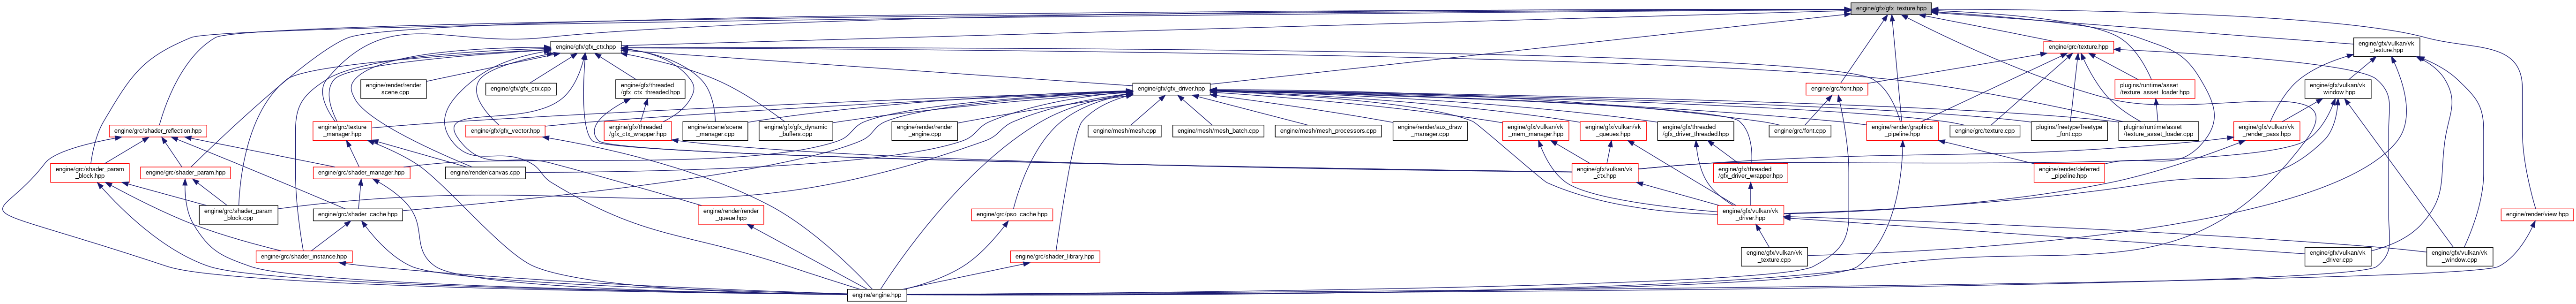 engine/gfx/gfx_texture.hpp
engine/gfx/gfx_ctx.hpp
engine/grc/texture.hpp
engine/gfx/vulkan/vk
_texture.hpp
engine/render/render
_scene.cpp
engine/gfx/gfx_ctx.cpp
engine/gfx/threaded
/gfx_ctx_threaded.hpp
engine/gfx/gfx_driver.hpp
engine/grc/font.hpp
plugins/runtime/asset
/texture_asset_loader.hpp
engine/gfx/vulkan/vk
_window.hpp
engine/grc/shader_reflection.hpp
engine/grc/texture
_manager.hpp
engine/gfx/gfx_vector.hpp
engine/gfx/threaded
/gfx_ctx_wrapper.hpp
engine/scene/scene
_manager.cpp
engine/gfx/gfx_dynamic
_buffers.cpp
engine/render/render
_engine.cpp
engine/mesh/mesh.cpp
engine/mesh/mesh_batch.cpp
engine/mesh/mesh_processors.cpp
engine/render/aux_draw
_manager.cpp
engine/gfx/vulkan/vk
_mem_manager.hpp
engine/gfx/vulkan/vk
_queues.hpp
engine/gfx/threaded
/gfx_driver_threaded.hpp
engine/grc/font.cpp
engine/render/graphics
_pipeline.hpp
engine/grc/texture.cpp
plugins/freetype/freetype
_font.cpp
plugins/runtime/asset
/texture_asset_loader.cpp
engine/gfx/vulkan/vk
_render_pass.hpp
engine/grc/shader_param
_block.hpp
engine/grc/shader_param.hpp
engine/grc/shader_manager.hpp
engine/render/canvas.cpp
engine/gfx/vulkan/vk
_ctx.hpp
engine/gfx/threaded
/gfx_driver_wrapper.hpp
engine/render/deferred
_pipeline.hpp
engine/grc/shader_param
_block.cpp
engine/grc/shader_cache.hpp
engine/render/render
_queue.hpp
engine/grc/pso_cache.hpp
engine/gfx/vulkan/vk
_driver.hpp
engine/render/view.hpp
engine/grc/shader_instance.hpp
engine/grc/shader_library.hpp
engine/gfx/vulkan/vk
_texture.cpp
engine/gfx/vulkan/vk
_driver.cpp
engine/gfx/vulkan/vk
_window.cpp
engine/engine.hpp